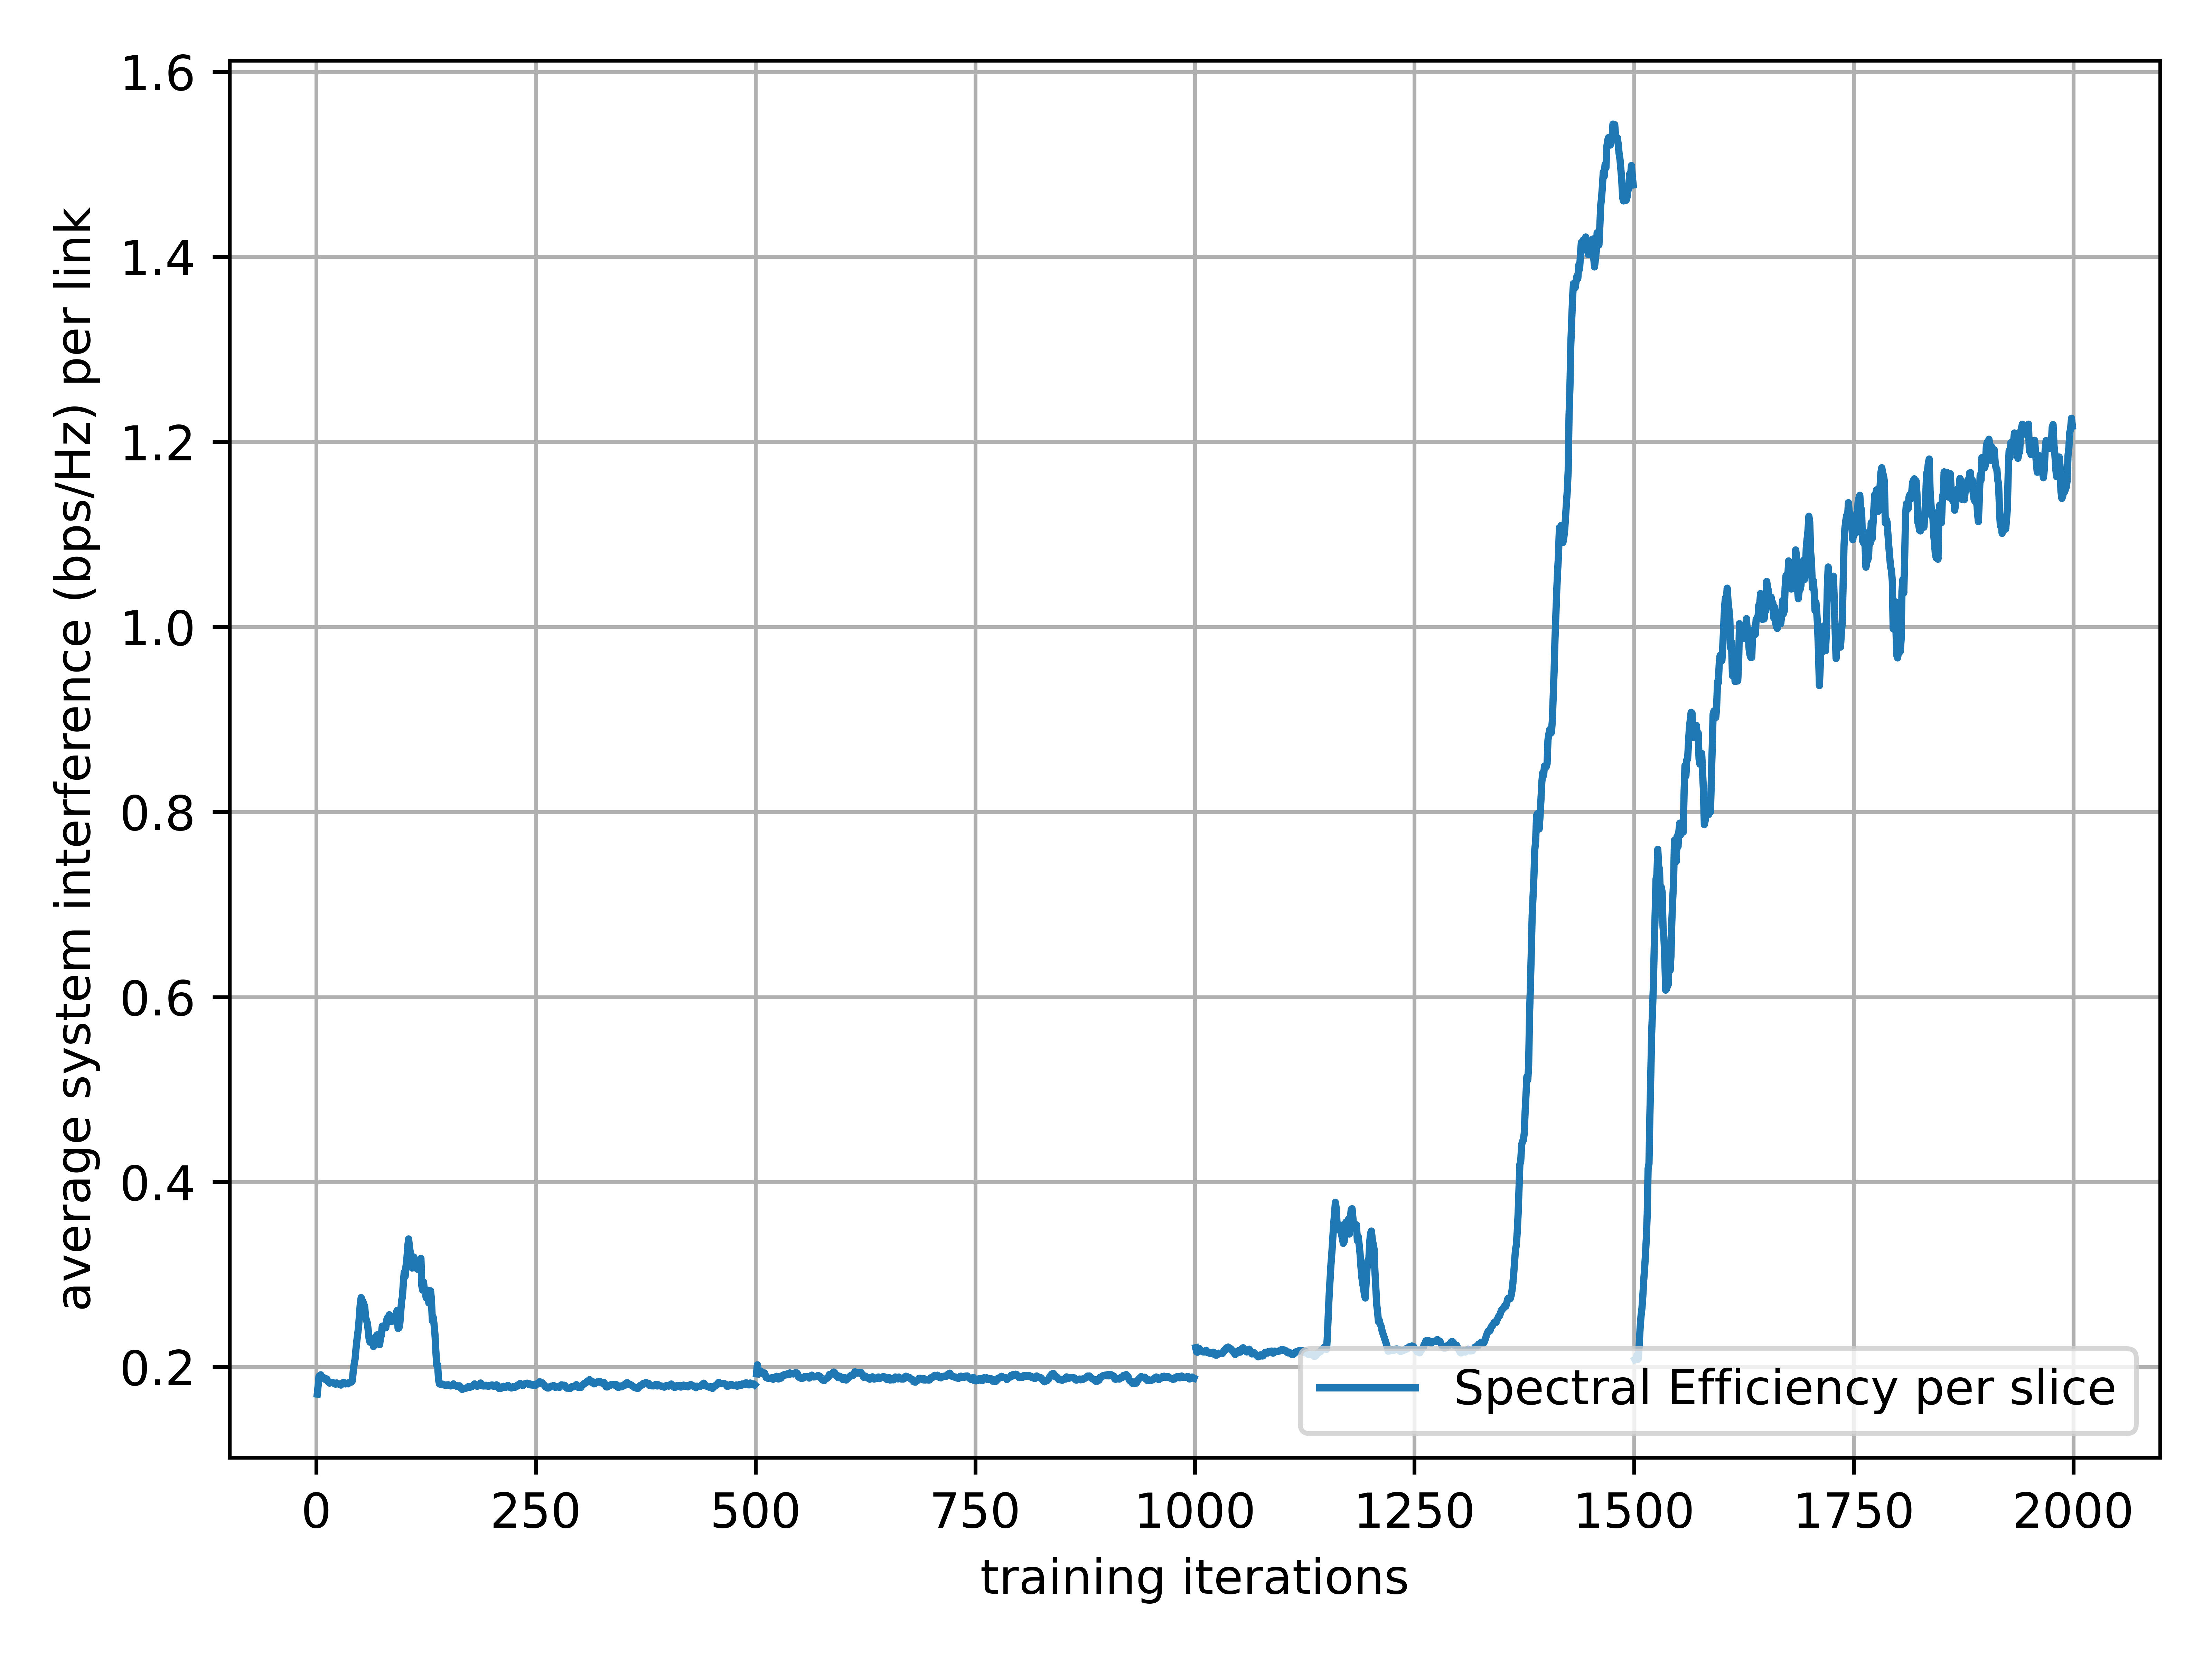 1.6
1.4
1.2
1.0
0.8
0.6
0.4
0.2
average system interference (bps/Hz) per link
Spectral Efficiency per slice
0 250 500 750 1000 1250 1500 1750 2000
training iterations